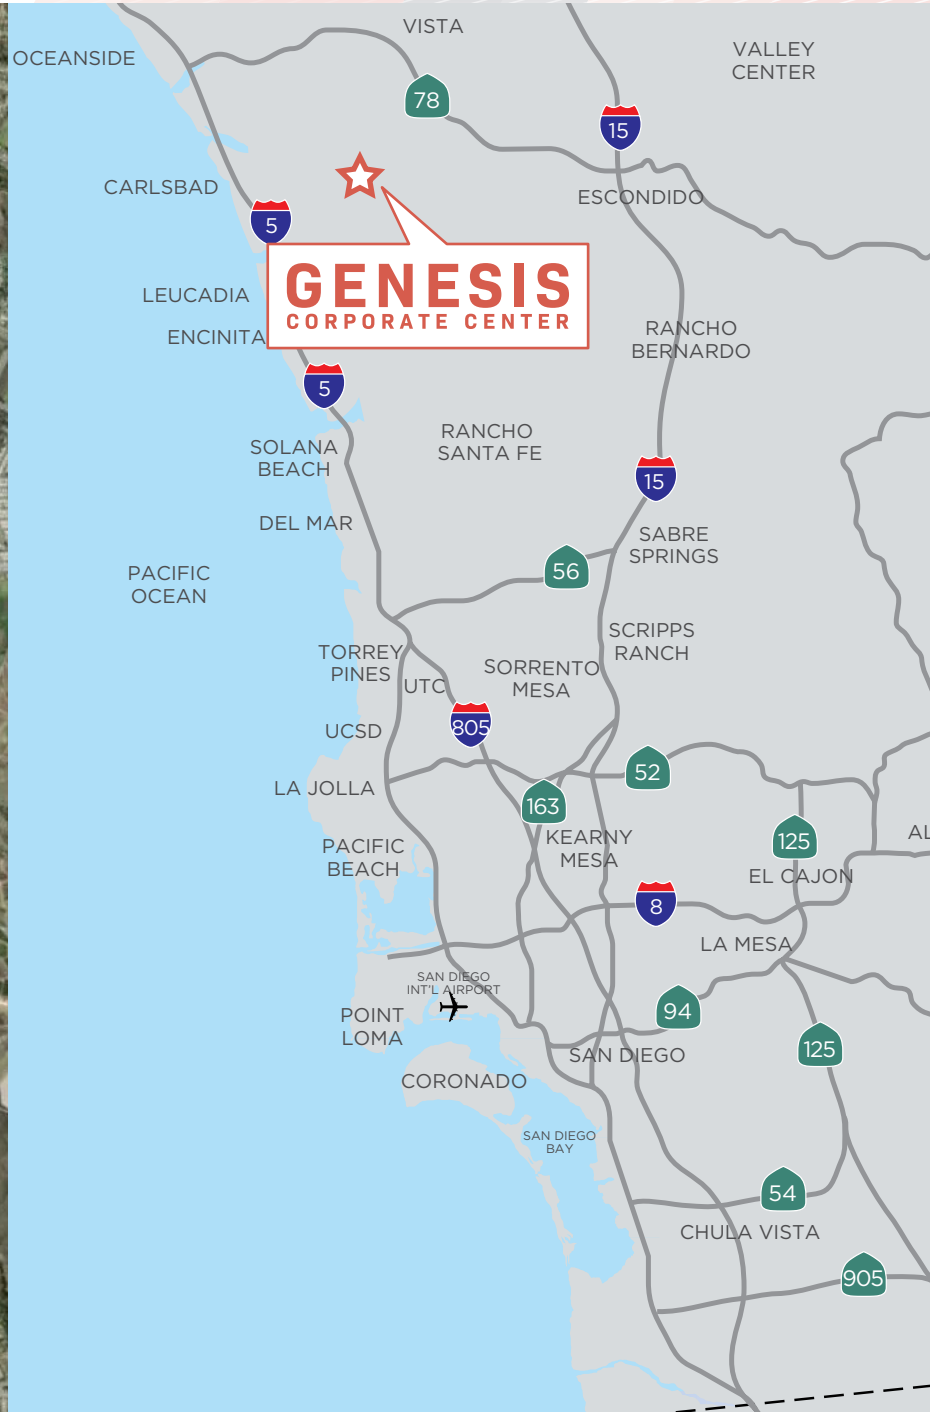 VISTA
OCEANSIDE
VALLEY
CENTER
78
15
CARLSBAD
ESCONDIDO
5
GENESIS
CORPORATE CENTER
LEUCADIA
ENCINITA
RANCHO
BERNARDO
5
RANCHO
SANTA FE
SOLANA
BEACH
15
DEL MAR
SABRE
SPRINGS
56
PACIFIC
OCEAN
SCRIPPS
RANCH
TORREY
PINES
SORRENTO
MESA
UTC
UCSD
805
52
LA JOLLA
163
KEARNY
MESA
125
AL
PACIFIC
BEACH
EL CAJON
8
LA MESA
SAN DIEGO
INT'L AIRPORT
POINT
LOMA
94
SAN DIEGO
125
CORONADO
SAN DIEGO
BAY
54
CHULA VISTA
905